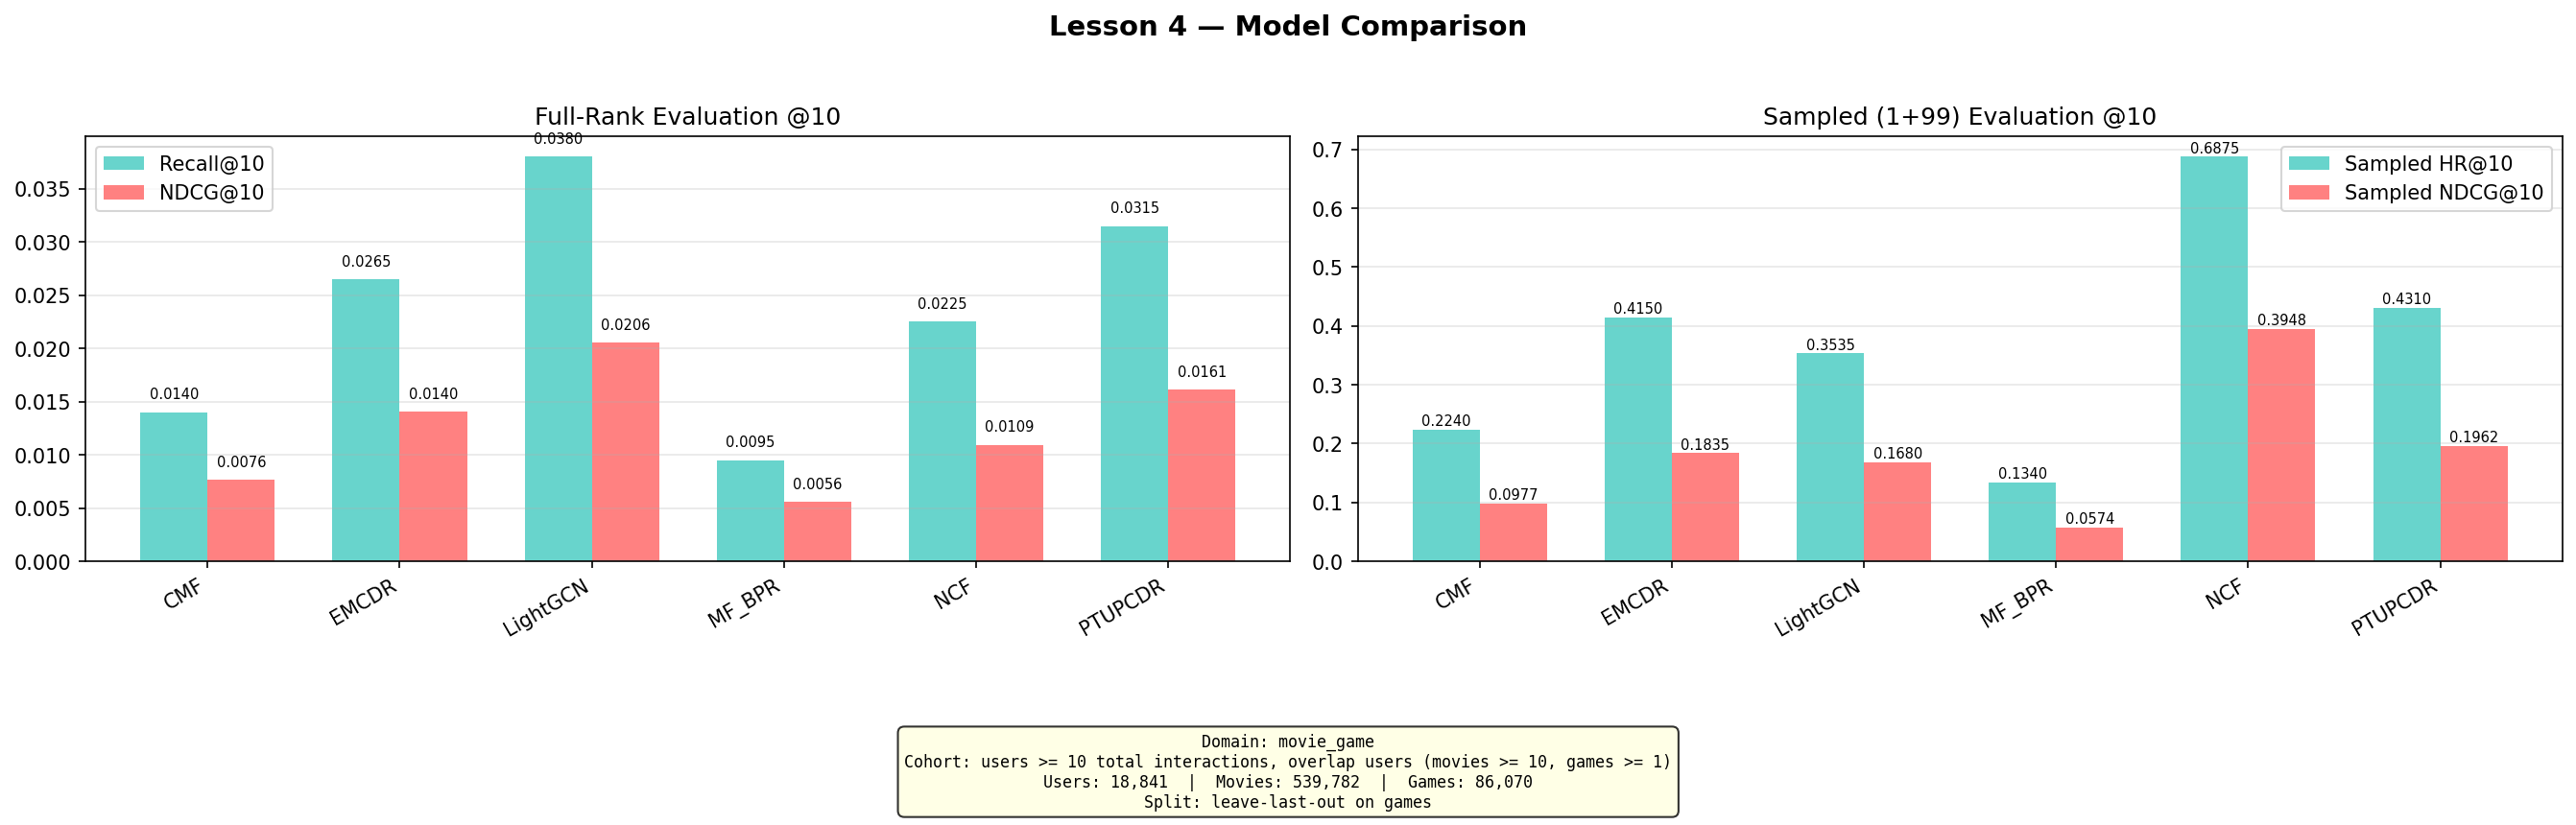 Lesson 4 — Model Comparison
Full-Rank Evaluation @10
Recall@10
NDCG@10
0.035
0.030
0.025
0.020
0.015
0.010
0.005
0.000
0.0140
0.0076
0.0265
0.0140
0.0380
0.0206
0.0095
0.0056
0.0225
0.0109
0.0315
0.0161
CMF
EMCDR
LightGCN
MF_BPR
NCF
PTUPCDR
Sampled (1+99) Evaluation @10
Sampled HR@10
Sampled NDCG@10
0.7
0.6
0.5
0.4
0.3
0.2
0.1
0.0
0.2240
0.0977
0.4150
0.1835
0.3535
0.1680
0.1340
0.0574
0.6875
0.3948
0.4310
0.1962
CMF
EMCDR
LightGCN
MF_BPR
NCF
PTUPCDR
Domain: movie_game
Cohort: users >= 10 total interactions, overlap users (movies >= 10, games >= 1)
Users: 18,841 | Movies: 539,782 | Games: 86,070
Split: leave-last-out on games